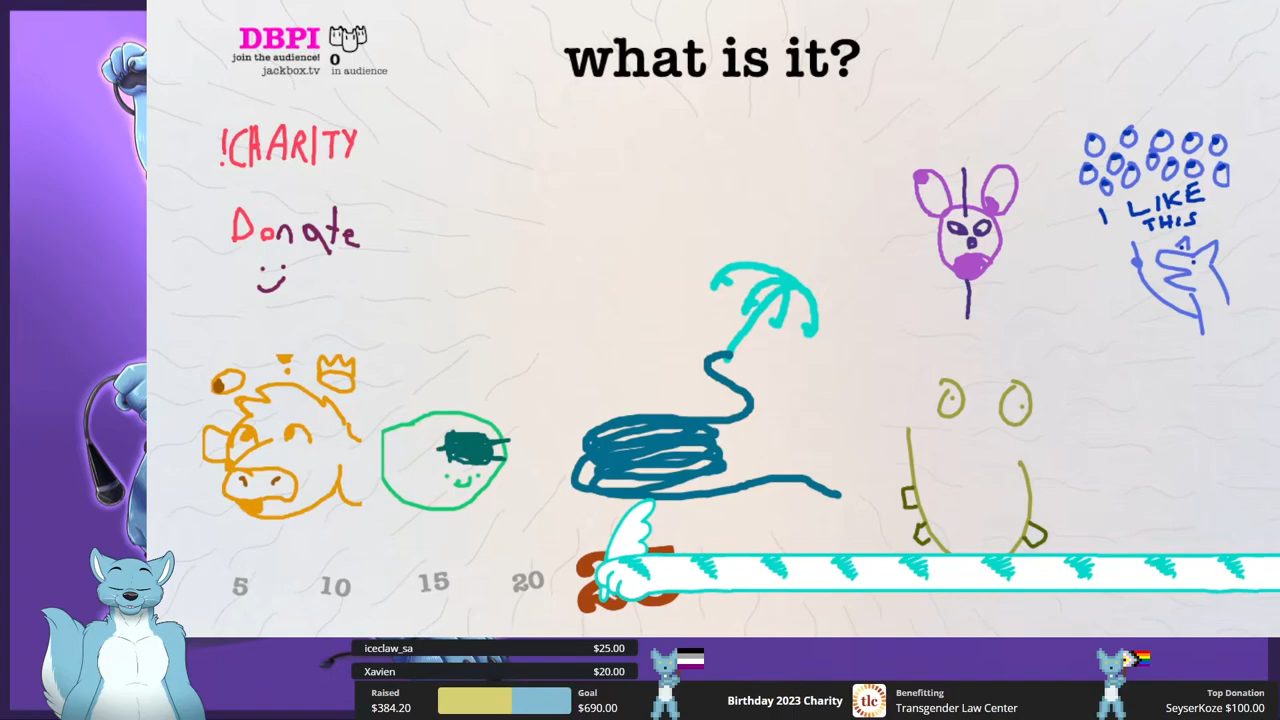 DBPI
join the audience!
jackbox.tv
0
in audience
what is it?
!CHARITY
Donate
I LIKE
THIS
5 10 15 20
iceclaw_sa $25.00
Xavien $20.00
Raised
$384.20
Goal
$690.00
Birthday 2023 Charity
tlc
Benefitting
Transgender Law Center
Top Donation
SeyserKoze $100.00